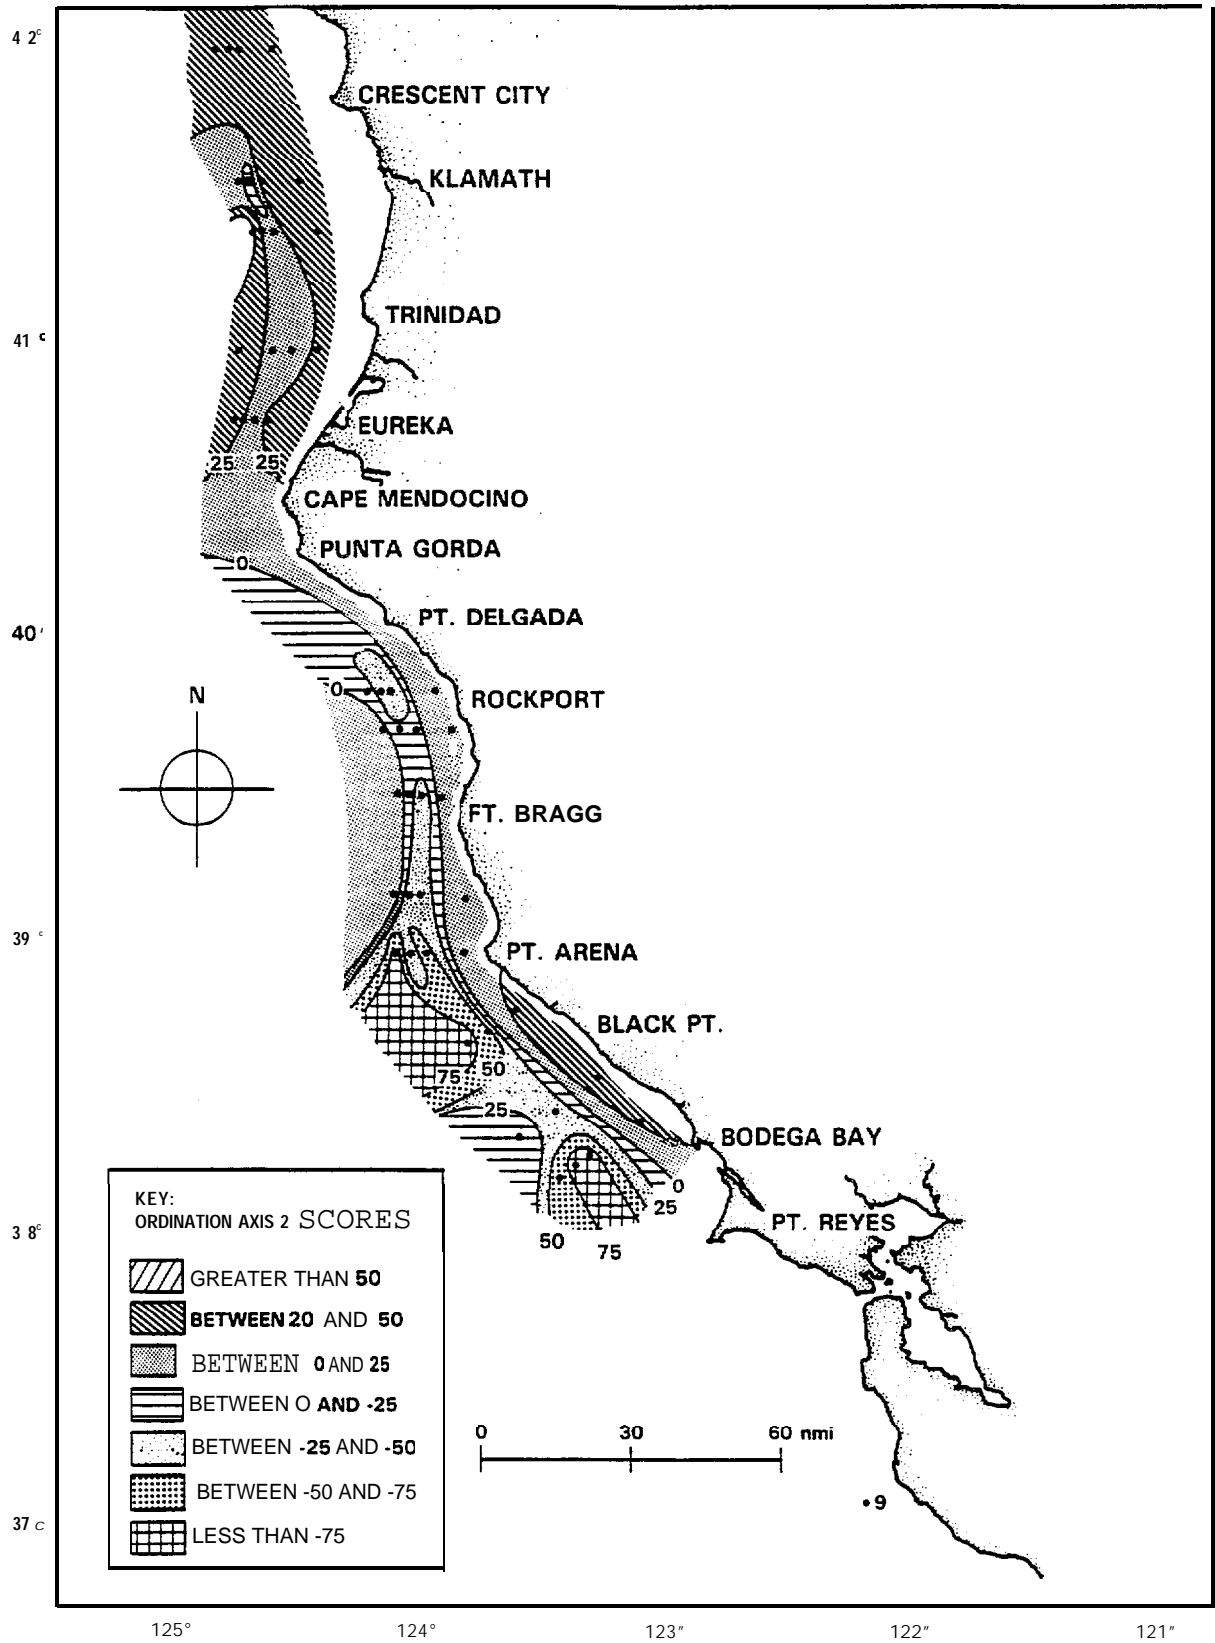 4 2c
CRESCENT CITY
KLAMATH
TRINIDAD
41 c
EUREKA
25 25
CAPE MENDOCINO
PUNTA GORDA
0
PT. DELGADA
40′
0
ROCKPORT
N
FT. BRAGG
39 c
PT. ARENA
BLACK PT.
50
75
25
BODEGA BAY
0
25
PT. REYES
3 8c
50
75
KEY:
ORDINATION AXIS 2 SCORES
GREATER THAN 50
BETWEEN 20 AND 50
BETWEEN 0 AND 25
BETWEEN O AND -25
BETWEEN -25 AND -50
BETWEEN -50 AND -75
LESS THAN -75
0 30 60 nmi
9
37 C
125° 124° 123″ 122″ 121″